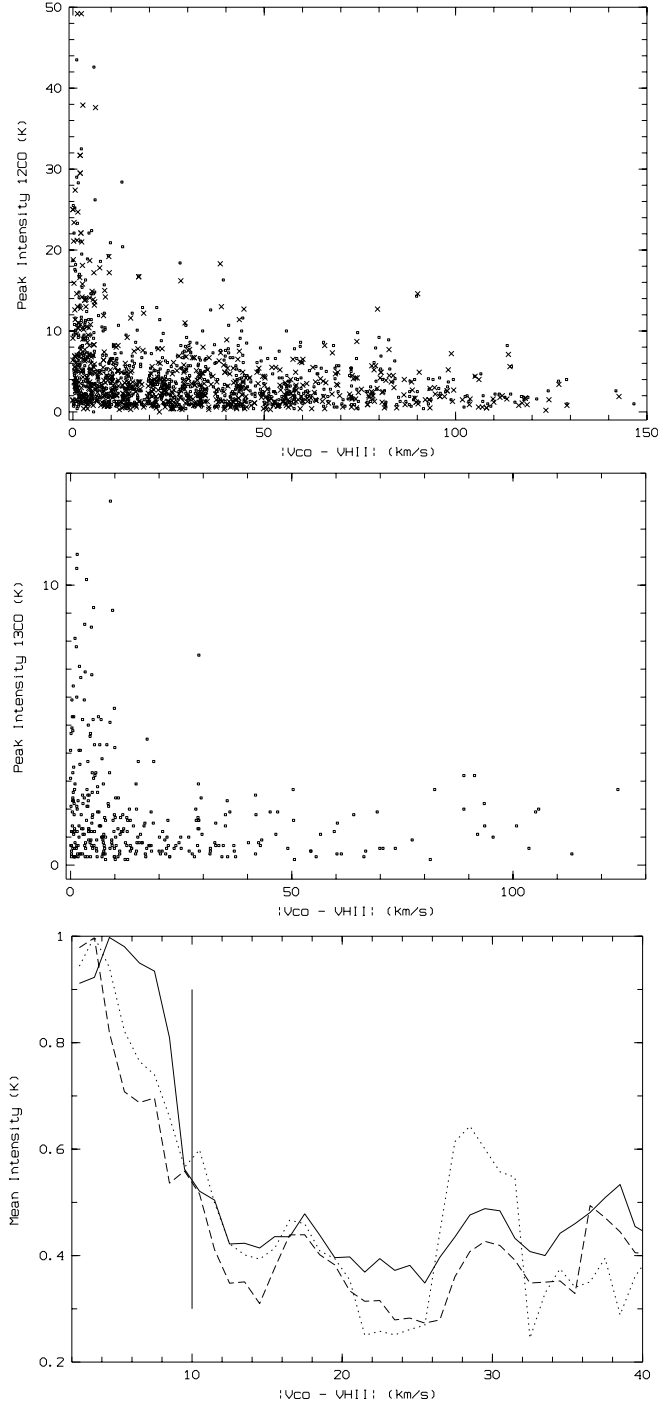 50
40
30
20
10
0
Peak Intensity 12CO (K)
0 50 100 150
¦Vco - VHII¦ (km/s)
10
0
Peak Intensity 13CO (K)
0 50 100
¦Vco - VHII¦ (km/s)
1
0.8
0.6
0.4
0.2
Mean Intensity (K)
10 20 30 40
¦Vco - VHII¦ (km/s)